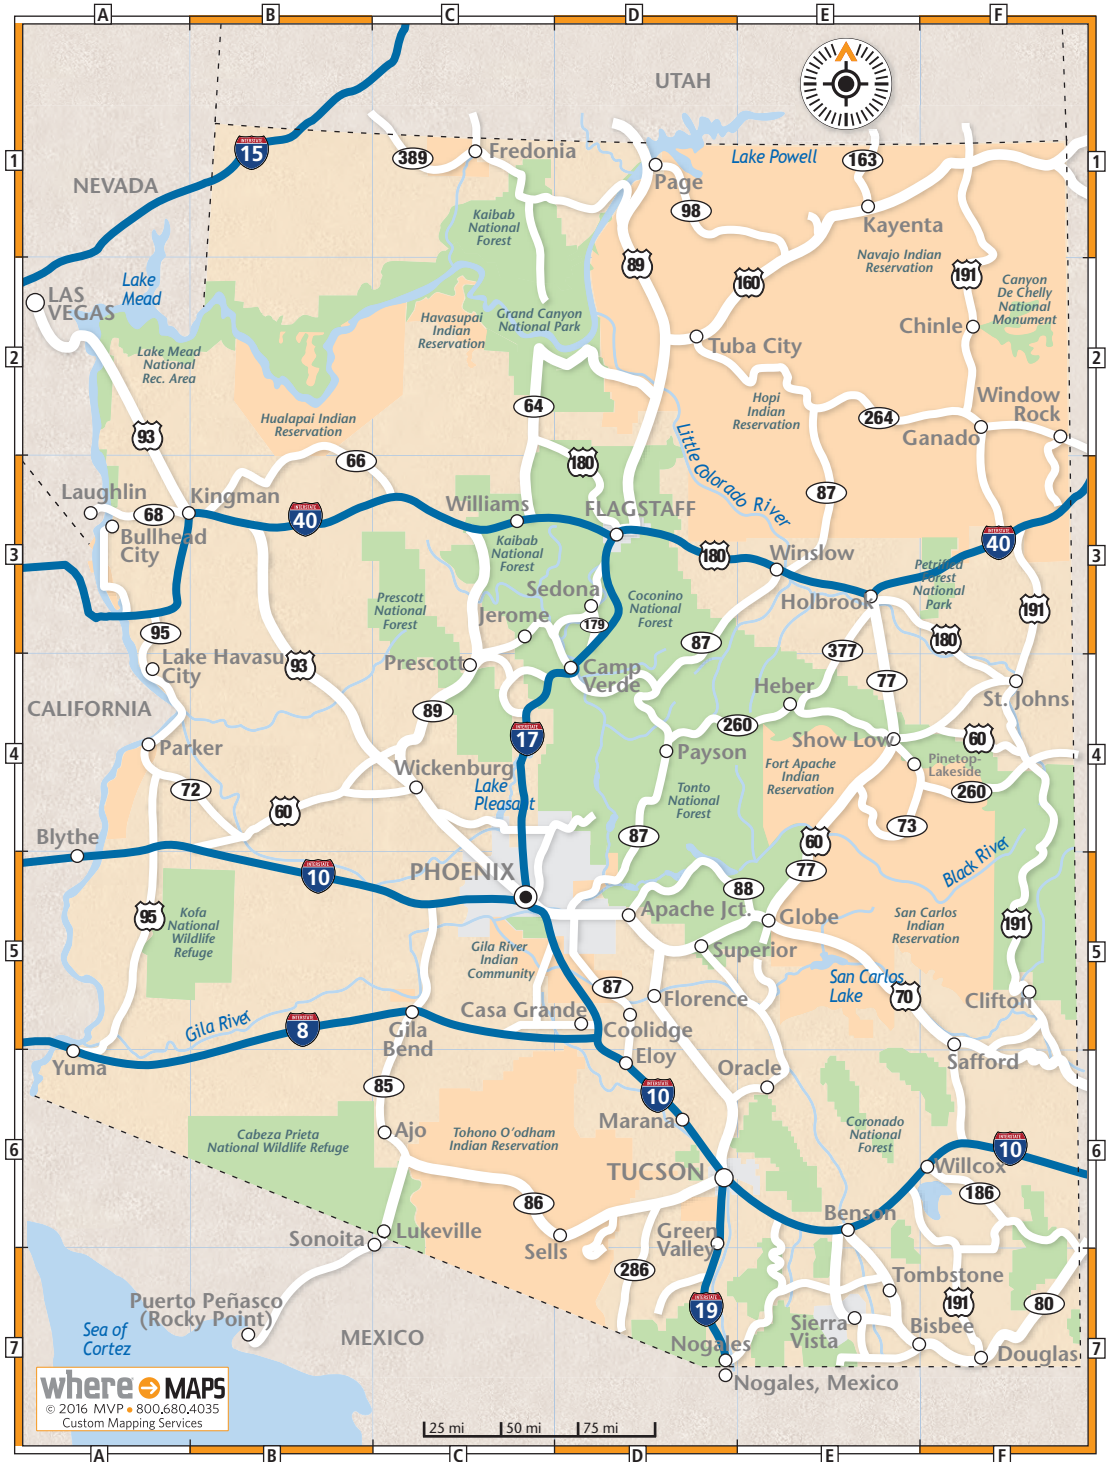 A
B
C
D
E
F
UTAH
1
15
389
Fredonia
Lake Powell
163
1
NEVADA
Page
98
Kayenta
Kaibab
National
Forest
Navajo Indian
Reservation
89
160
191
Lake
Mead
LAS
VEGAS
Canyon
De Chelly
National
Monument
Havasupai
Indian
Reservation
Grand Canyon
National Park
Chinle
2
Lake Mead
National
Rec. Area
Tuba City
2
64
Hopi
Indian
Reservation
Window
Rock
93
Hualapai Indian
Reservation
264
Ganado
66
180
Little Colorado River
87
Laughlin
68
Kingman
40
Williams
FLAGSTAFF
Bullhead
City
Kaibab
National
Forest
180
Winslow
40
3
3
Petrified
Forest
National
Park
Sedona
Holbrook
Prescott
National
Forest
Coconino
National
Forest
Jerome
179
191
95
87
377
180
Lake Havasu
City
93
Prescott
Camp
Verde
77
St. Johns
Heber
CALIFORNIA
89
17
260
Show Low
60
4
Parker
Payson
Pinetop-
Lakeside
4
Wickenburg
Fort Apache
Indian
Reservation
72
Lake
Pleasant
Tonto
National
Forest
260
60
73
Blythe
87
60
Black River
PHOENIX
10
77
88
95
Kofa
National
Wildlife
Refuge
Apache Jct.
Globe
San Carlos
Indian
Reservation
191
5
Gila River
Indian
Community
Superior
5
87
San Carlos
Lake
70
Clifton
Florence
Casa Grande
Gila River
8
Gila
Bend
Coolidge
Yuma
Eloy
Oracle
Safford
85
10
Marana
Cabeza Prieta
National Wildlife Refuge
Ajo
Tohono O'odham
Indian Reservation
Coronado
National
Forest
6
10
6
TUCSON
Willcox
186
86
Benson
Sonoita
Lukeville
Sells
Green
Valley
286
Tombstone
Puerto Peñasco
(Rocky Point)
19
191
80
Sea of
Cortez
MEXICO
Sierra
Vista
Bisbee
7
Nogales
Douglas
7
Nogales, Mexico
where MAPS
© 2016 MVP • 800.680.4035
Custom Mapping Services
25 mi
50 mi
75 mi
A
B
C
D
E
F